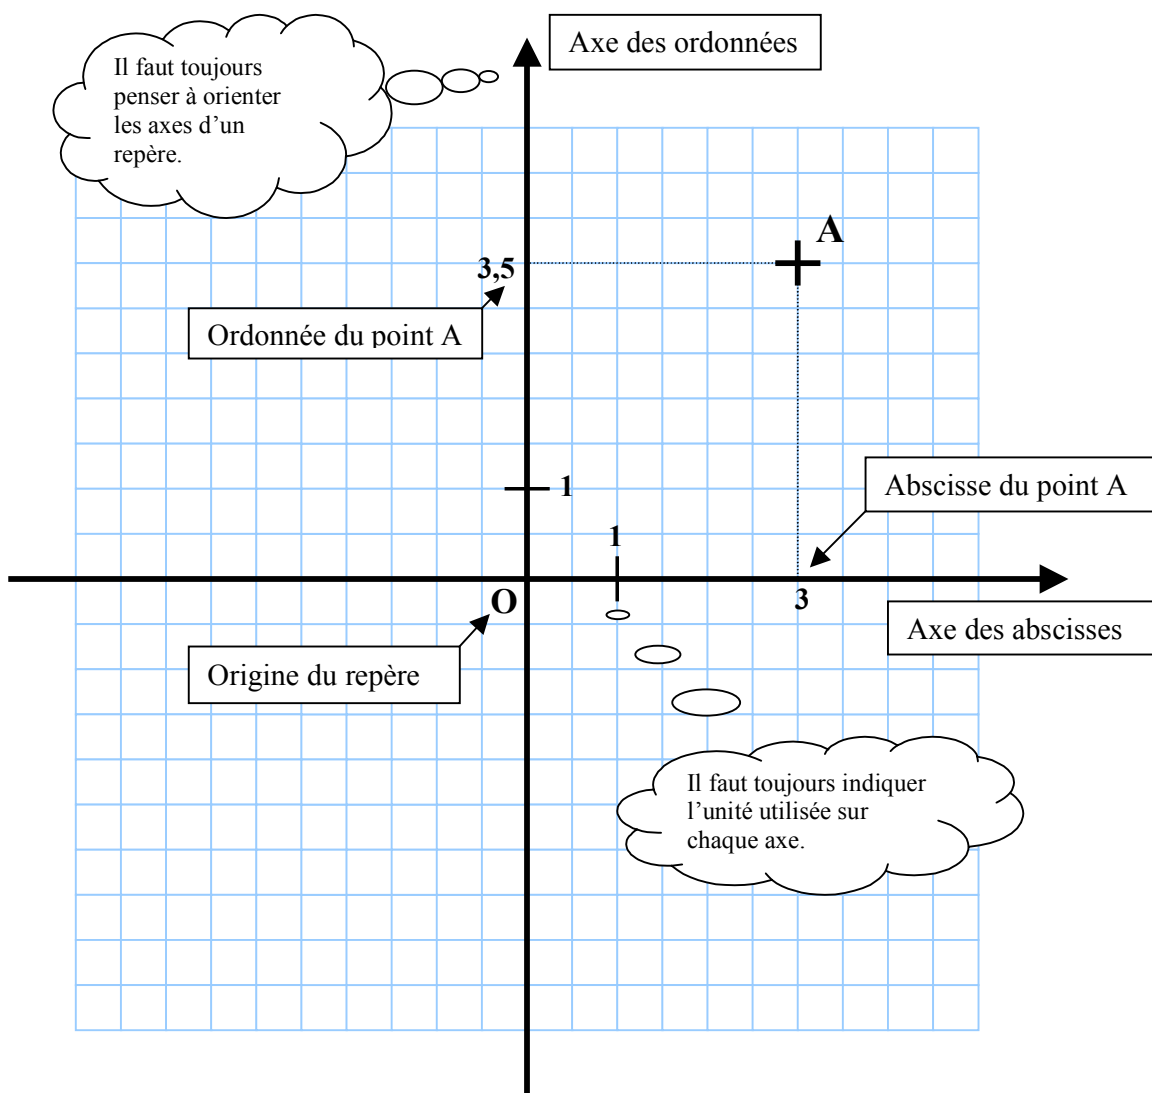 Axe des ordonnées
Il faut toujours
penser à orienter
les axes d'un
repère.
A
3,5
Ordonnée du point A
1
Abscisse du point A
1
O
3
Axe des abscisses
Origine du repère
Il faut toujours indiquer
l'unité utilisée sur
chaque axe.